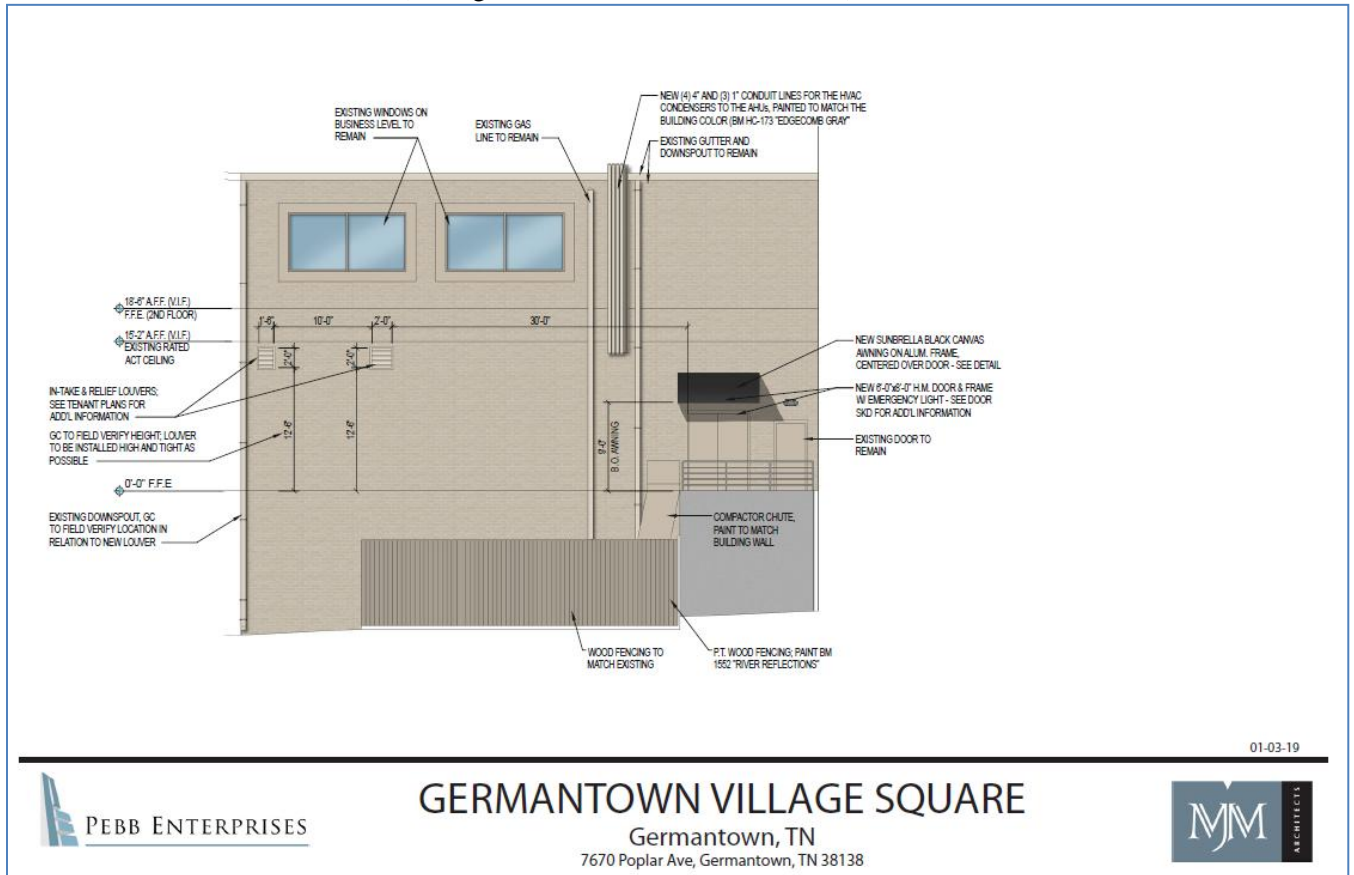 NEW (4) 4" AND (3) 1" CONDUIT LINES FOR THE HVAC
CONDENSERS TO THE AHUs, PAINTED TO MATCH THE
BUILDING COLOR (BM HC-173 "EDGECOMB GRAY"
EXISTING WINDOWS ON
BUSINESS LEVEL TO
REMAIN
EXISTING GAS
LINE TO REMAIN
EXISTING GUTTER AND
DOWNSPOUT TO REMAIN
18'-6" A.F.F. (V.I.F.)
F.F.E. (2ND FLOOR)
15'-2" A.F.F. (V.I.F.)
EXISTING RATED
ACT CEILING
1'-6"
10'-0"
2'-0"
30'-0"
2'-0"
2'-0"
IN-TAKE & RELIEF LOUVERS;
SEE TENANT PLANS FOR
ADD'L INFORMATION
GC TO FIELD VERIFY HEIGHT; LOUVER
TO BE INSTALLED HIGH AND TIGHT AS
POSSIBLE
12'-6"
12'-6"
9'-0"
B.O. AWNING
NEW SUNBRELLA BLACK CANVAS
AWNING ON ALUM. FRAME,
CENTERED OVER DOOR - SEE DETAIL
NEW 6'-0"x8'-0" H.M. DOOR & FRAME
W/ EMERGENCY LIGHT - SEE DOOR
SKD FOR ADD'L INFORMATION
EXISTING DOOR TO
REMAIN
0'-0" F.F.E
EXISTING DOWNSPOUT, GC
TO FIELD VERIFY LOCATION IN
RELATION TO NEW LOUVER
COMPACTOR CHUTE,
PAINT TO MATCH
BUILDING WALL
WOOD FENCING TO
MATCH EXISTING
P.T. WOOD FENCING; PAINT BM
1552 "RIVER REFLECTIONS"
01-03-19
PEBB ENTERPRISES
GERMANTOWN VILLAGE SQUARE
Germantown, TN
7670 Poplar Ave, Germantown, TN 38138
MJM
ARCHITECTS